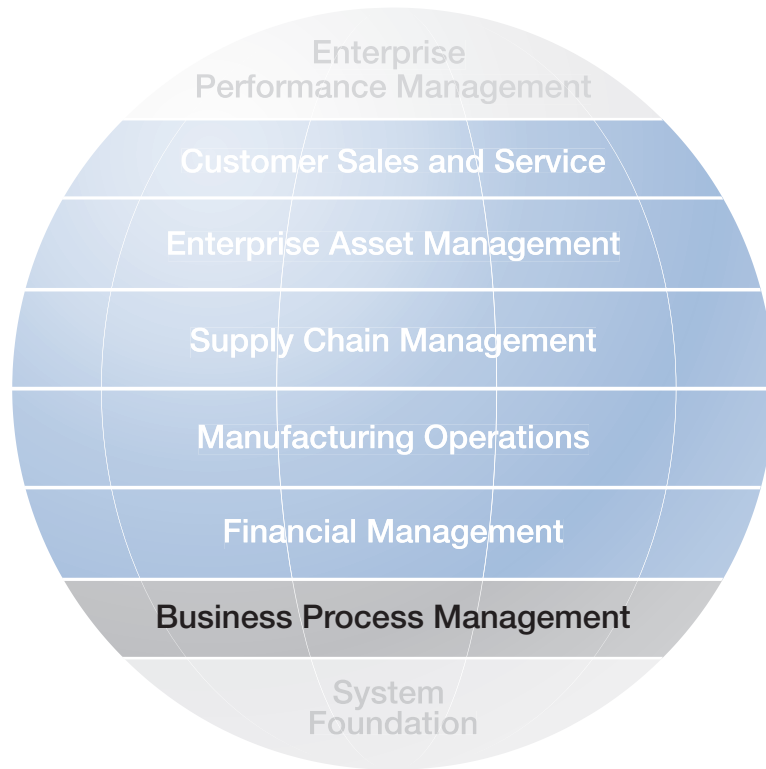 Enterprise
Performance Management
Customer Sales and Service
Enterprise Asset Management
Supply Chain Management
Manufacturing Operations
Financial Management
Business Process Management
System
Foundation